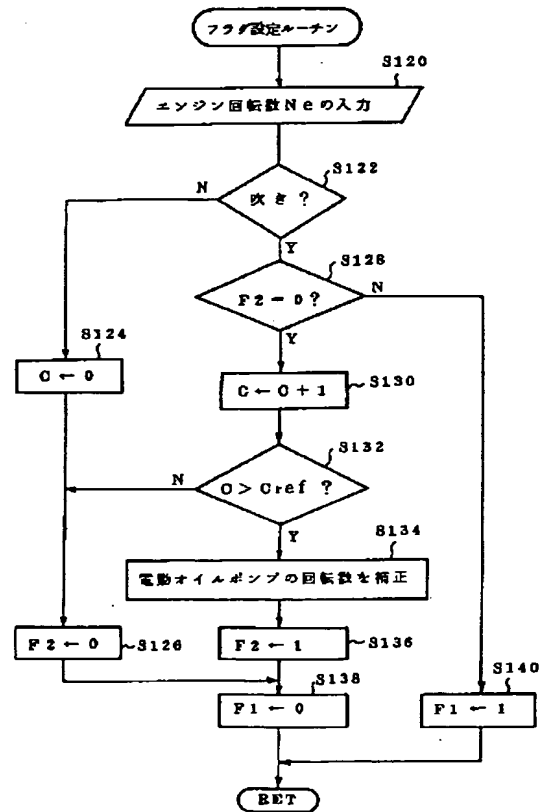 フラグ設定ルーチン
S120
エンジン回転数Neの入力
S122
N
吹き?
Y
S128
F2=0?
N
Y
S124
C←0
C←C+1
S130
S132
N
C>Cref ?
Y
S134
電動オイルポンプの回転数を補正
F2←0
S126
F2←1
S136
S138
S140
F1←0
F1←1
RET